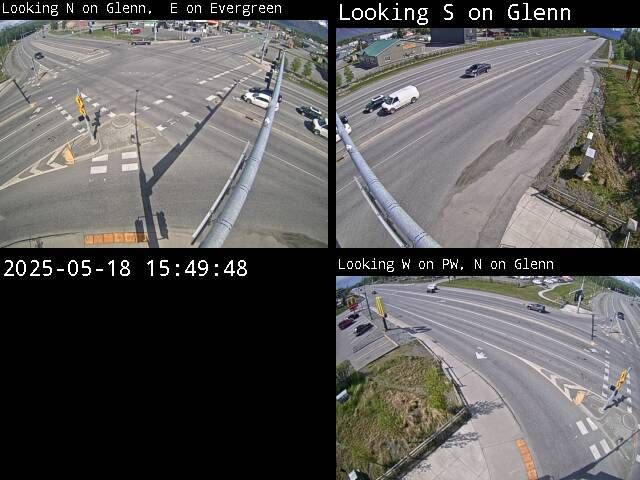 Looking N on Glenn,  E on Evergreen
Looking S on Glenn
2025-05-18 15:49:48
Looking W on PW, N on Glenn